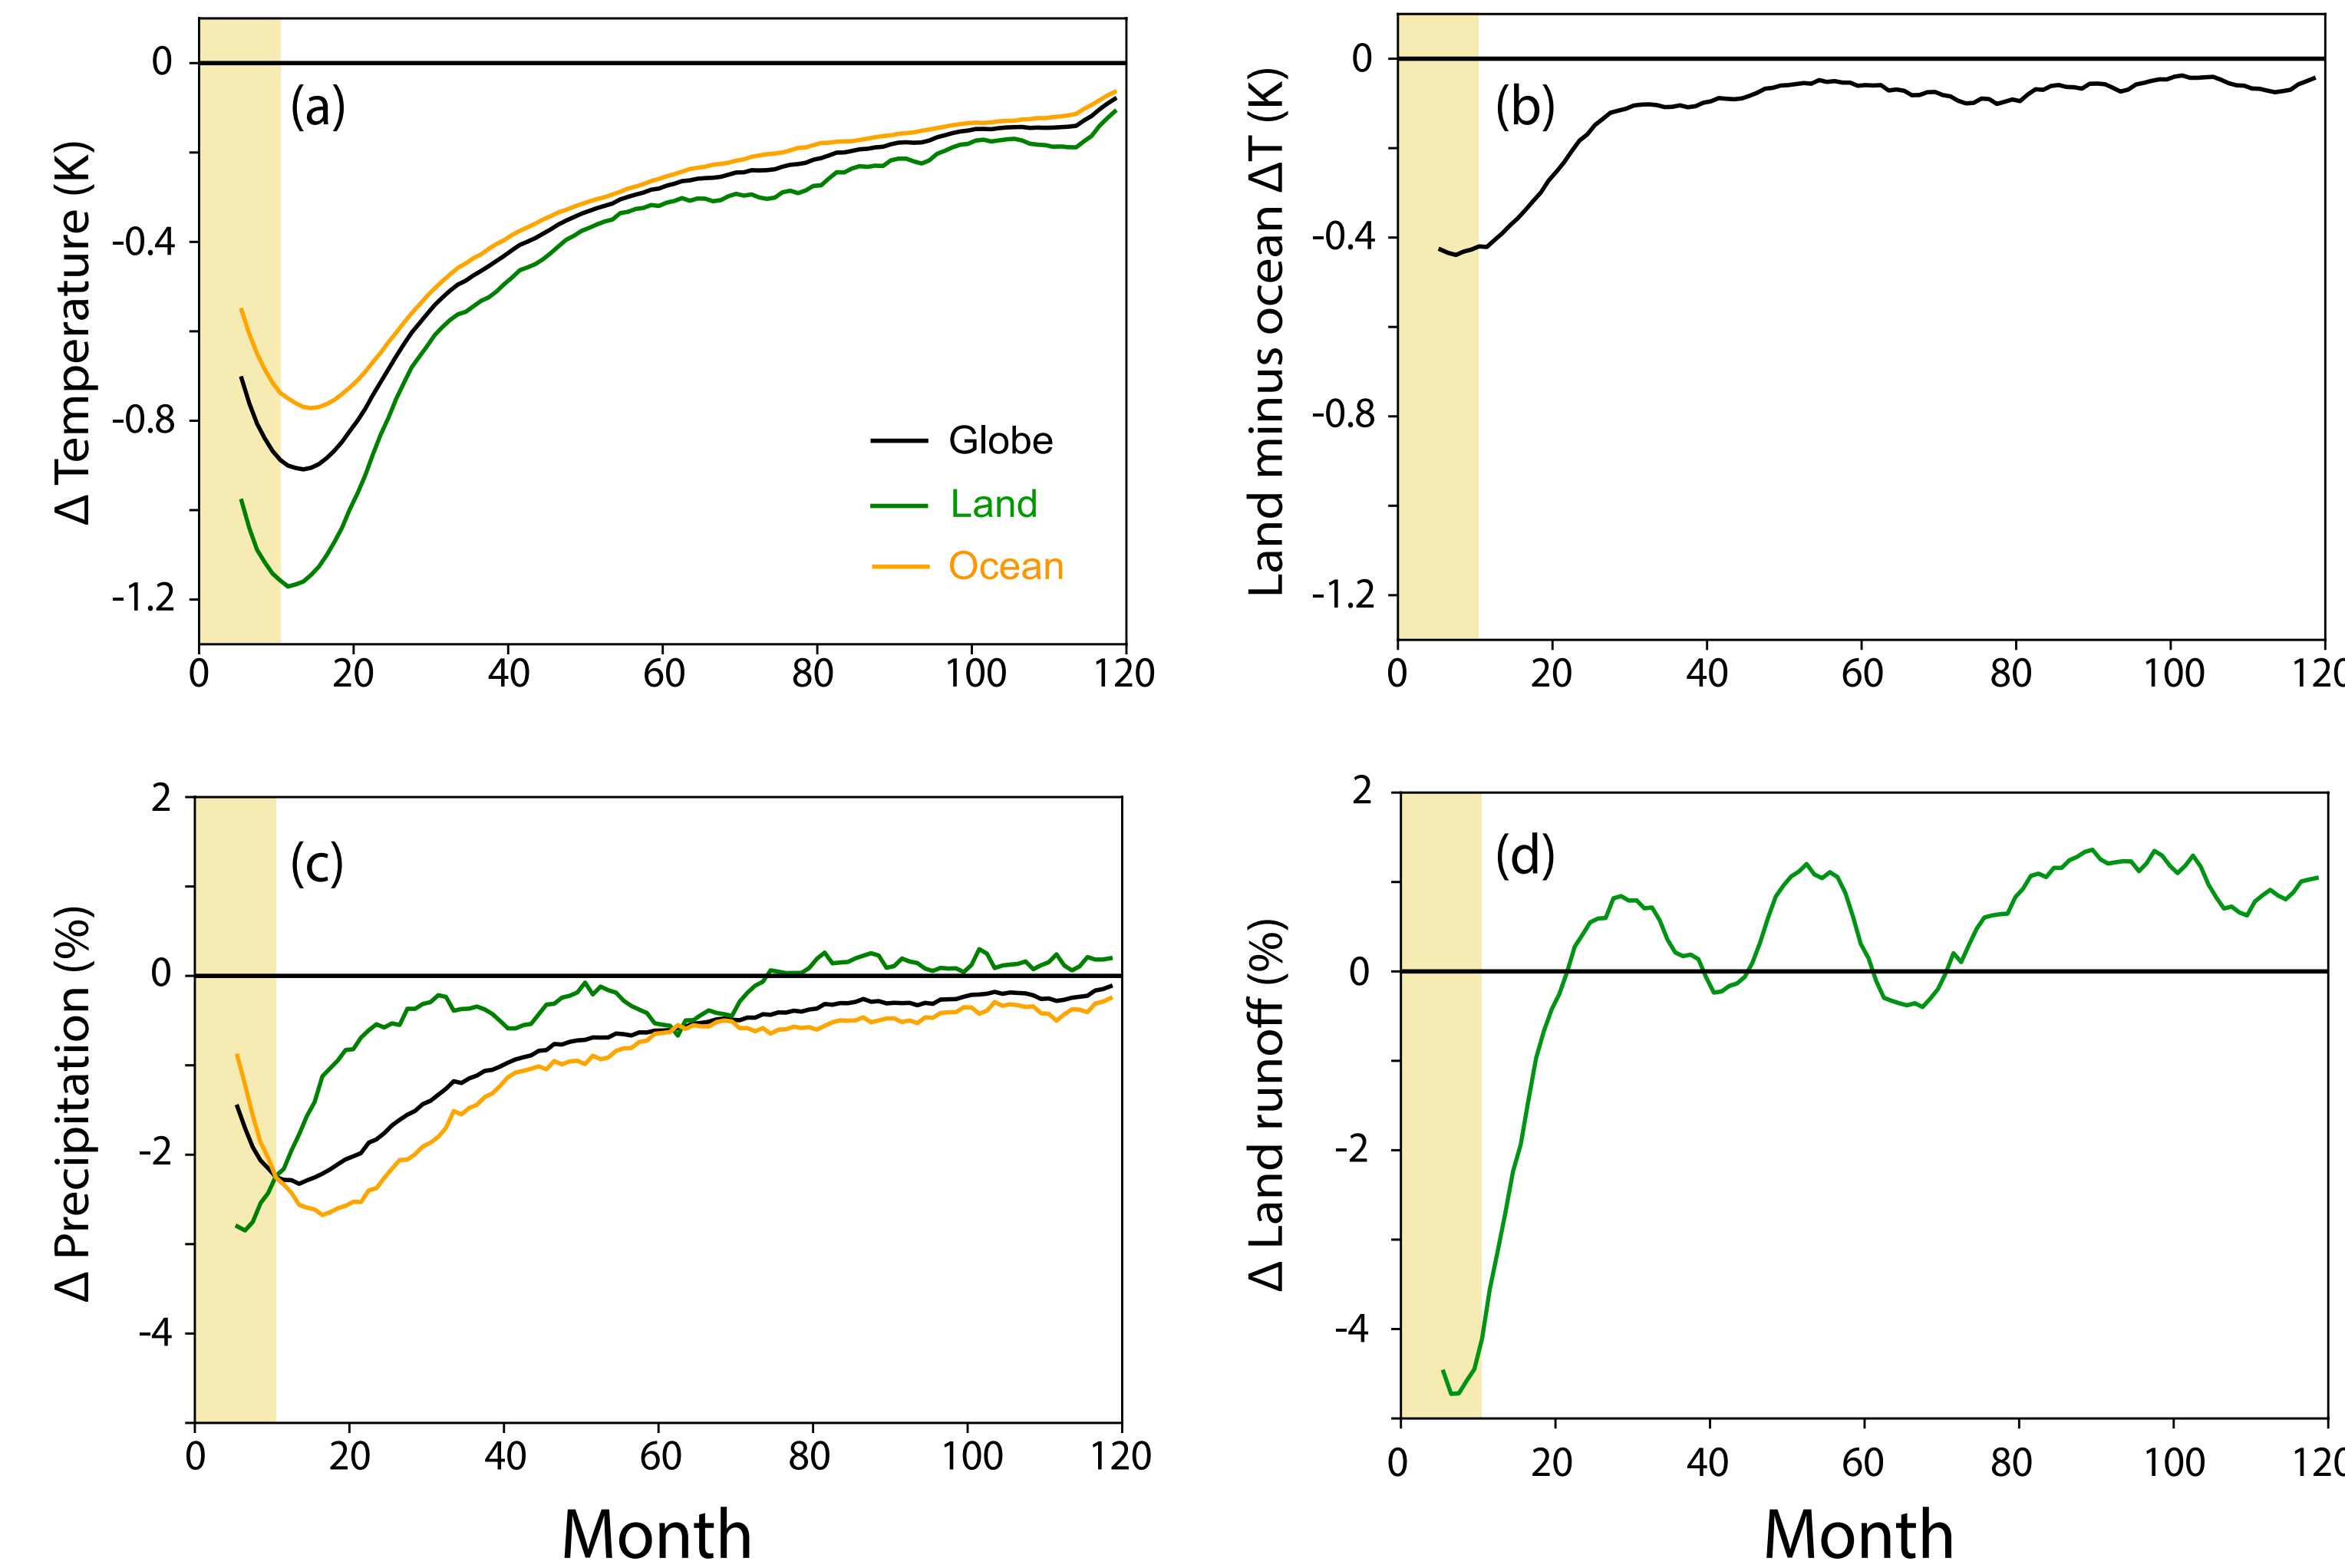 0
-0.4
-0.8
-1.2
Δ Temperature (K)
(a)
Globe
Land
Ocean
0 20 40 60 80 100 120
0
-0.4
-0.8
-1.2
Land minus ocean ΔT (K)
(b)
0 20 40 60 80 100 120
2
0
-2
-4
Δ Precipitation (%)
(c)
0 20 40 60 80 100 120
Month
2
0
-2
-4
Δ Land runoff (%)
(d)
0 20 40 60 80 100 120
Month